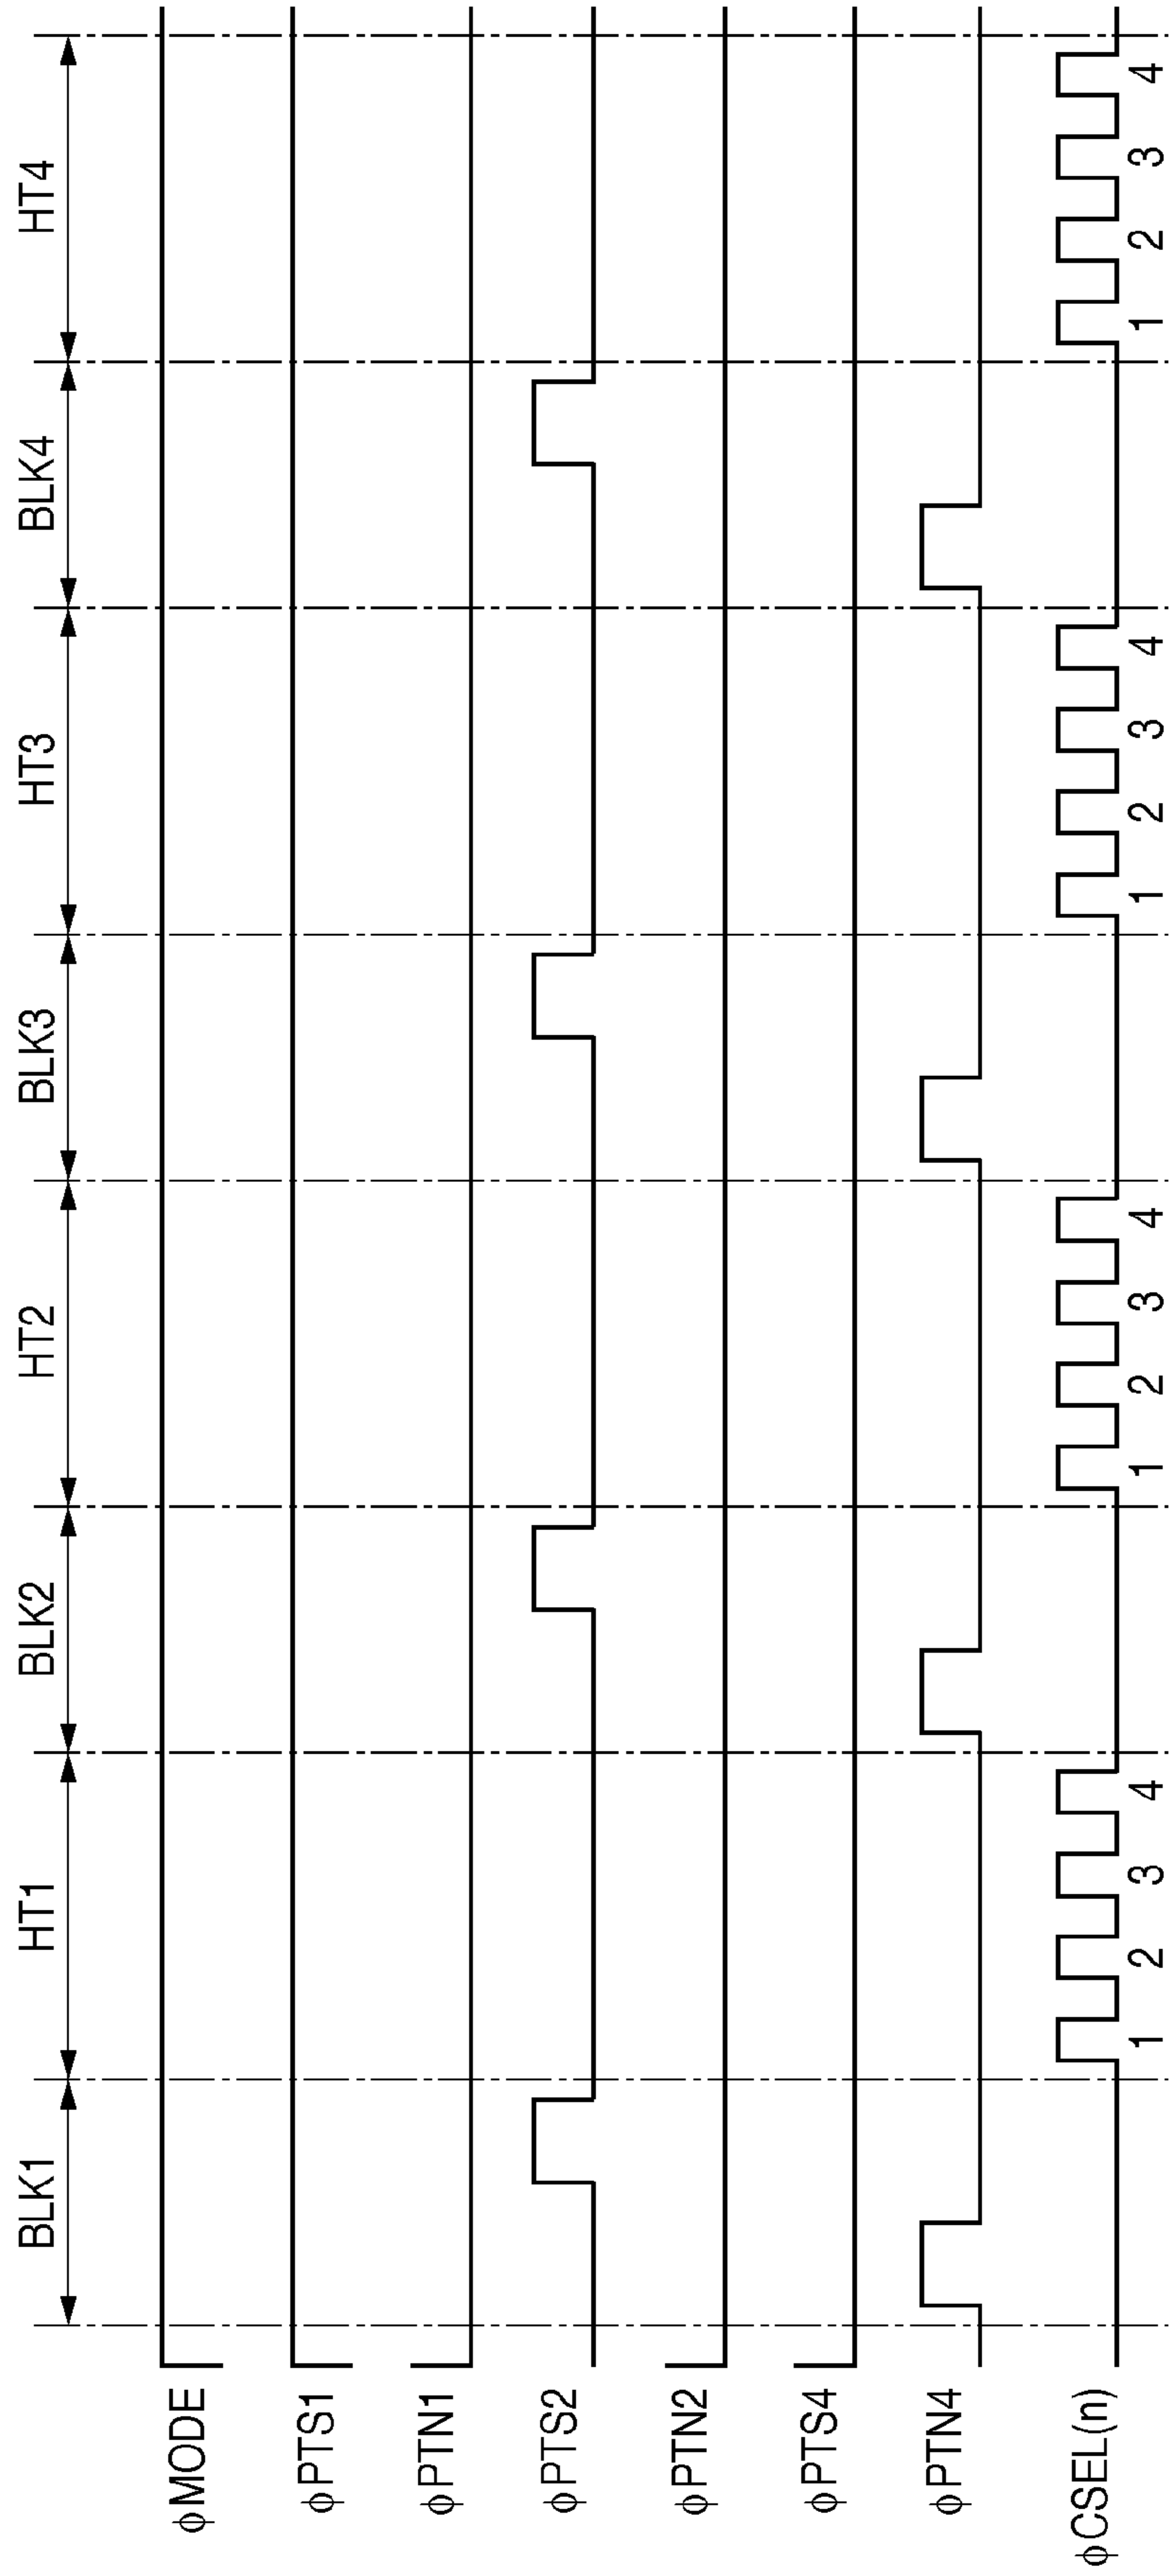 BLK1 HT1 BLK2 HT2 BLK3 HT3 BLK4 HT4
φMODE
φPTS1
φPTN1
φPTS2
φPTN2
φPTS4
φPTN4
φCSEL(n)
1 2 3 4 1 2 3 4 1 2 3 4 1 2 3 4